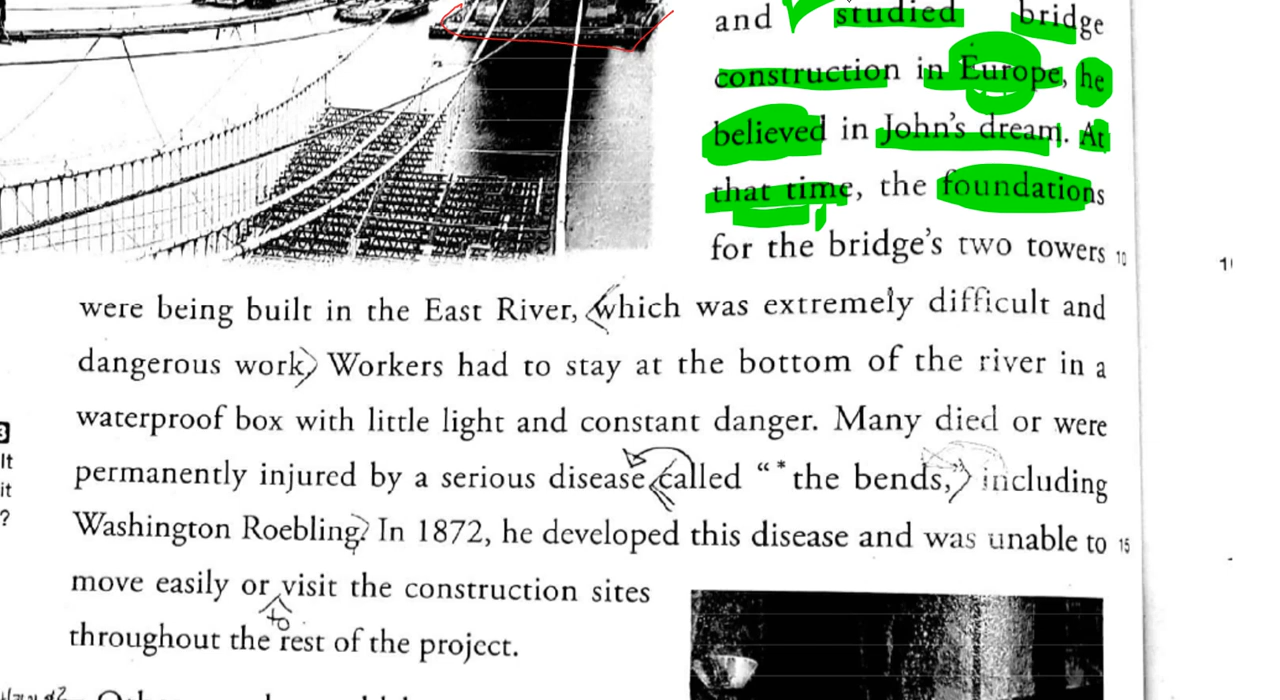 and studied bridge
construction in Europe, he
believed in John's dream. At
that time, the foundations
for the bridge's two towers 10
were being built in the East River, which was extremely difficult and
dangerous work. Workers had to stay at the bottom of the river in a
waterproof box with little light and constant danger. Many died or were
permanently injured by a serious disease called “*the bends,” including
Washington Roebling. In 1872, he developed this disease and was unable to 15
move easily or visit the construction sites
to
throughout the rest of the project.
3
It
it
?